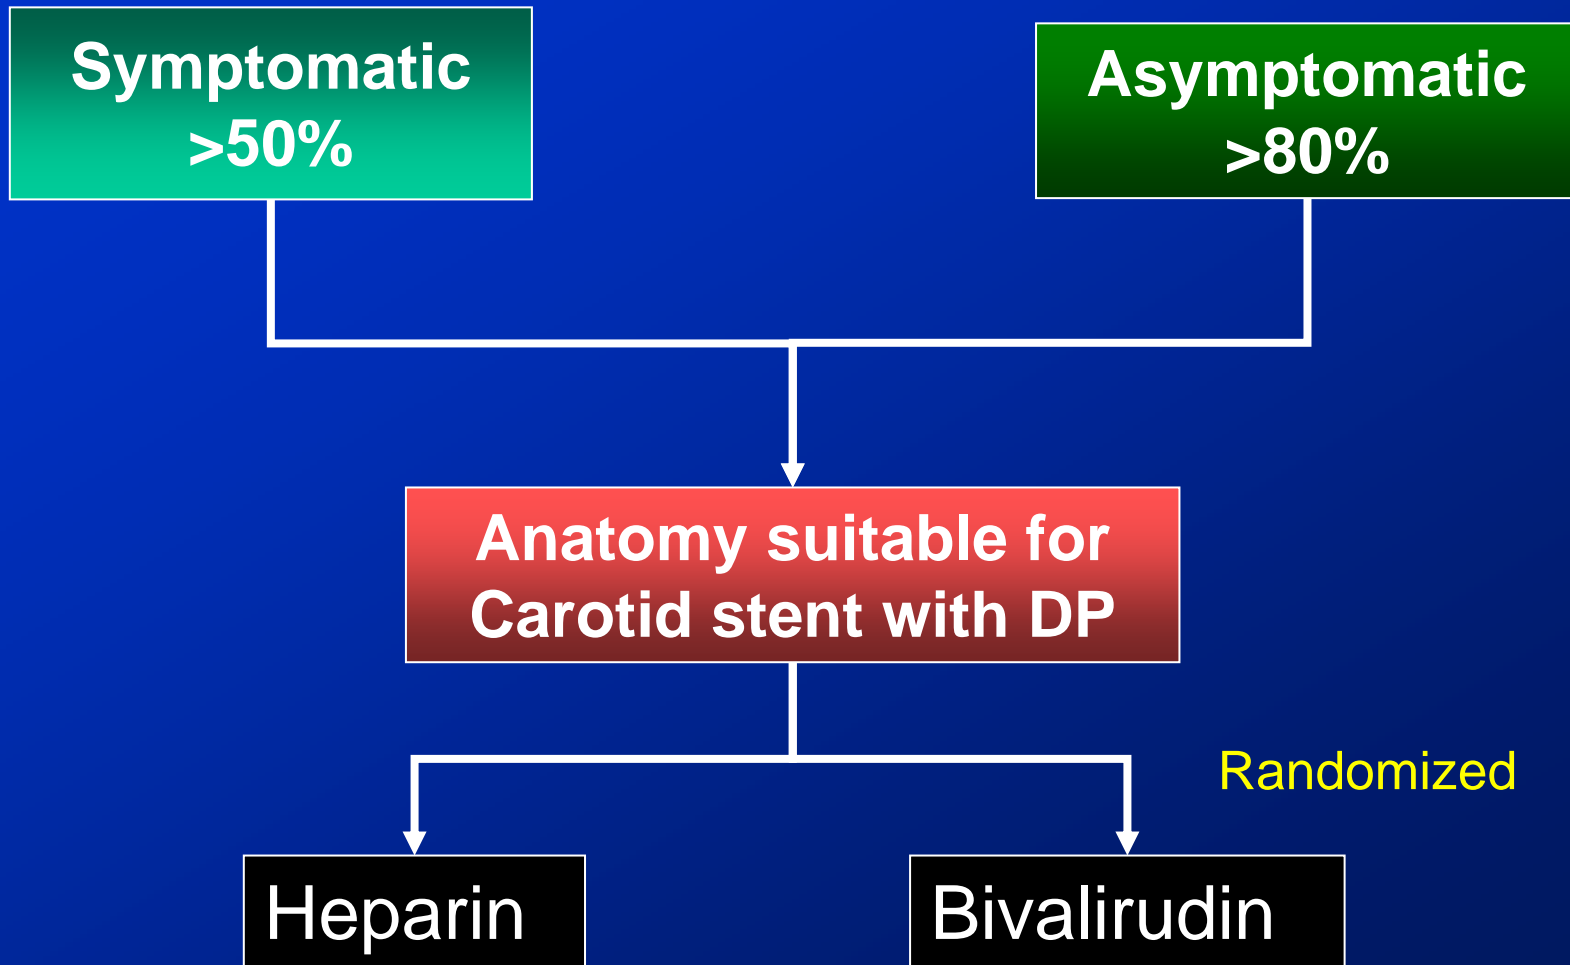 Symptomatic
>50%
Asymptomatic
>80%
Anatomy suitable for
Carotid stent with DP
Randomized
Heparin
Bivalirudin